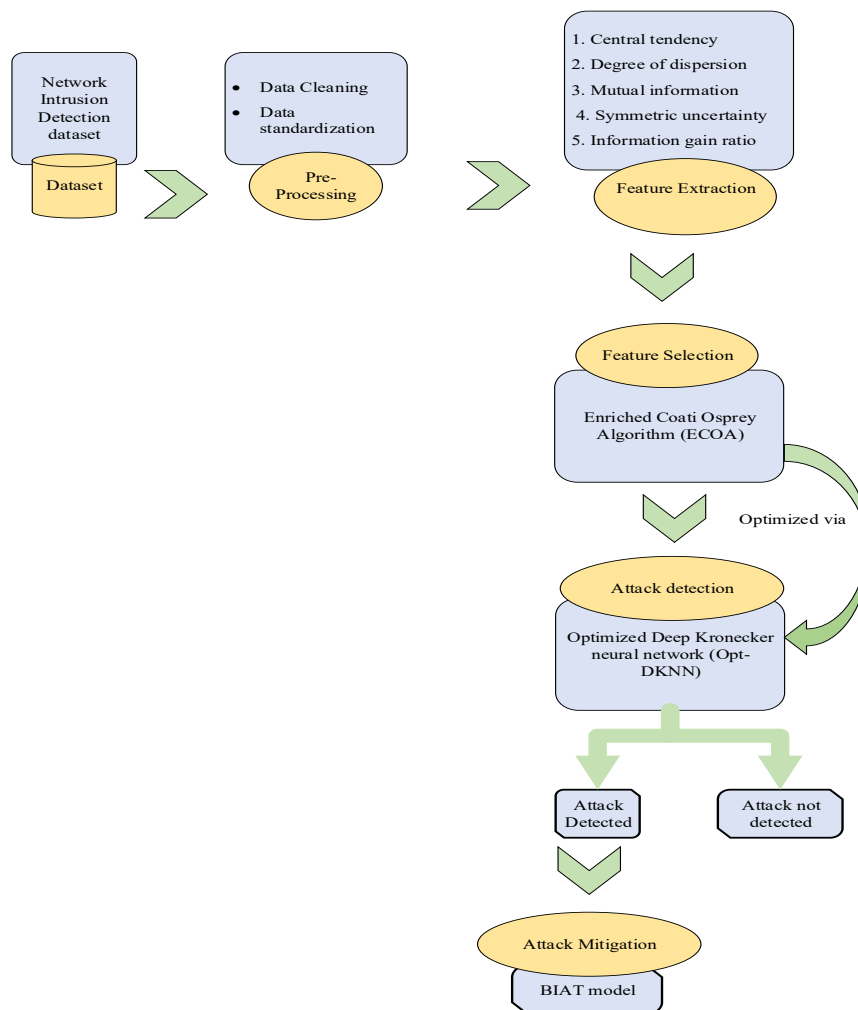 Network
Intrusion
Detection
dataset
Dataset
• Data Cleaning
• Data
standardization
Pre-
Processing
1. Central tendency
2. Degree of dispersion
3. Mutual information
4. Symmetric uncertainty
5. Information gain ratio
Feature Extraction
Feature Selection
Enriched Coati Osprey
Algorithm (ECOA)
Optimized via
Attack detection
Optimized Deep Kronecker
neural network (Opt-
DKNN)
Attack
Detected
Attack not
detected
Attack Mitigation
BIAT model